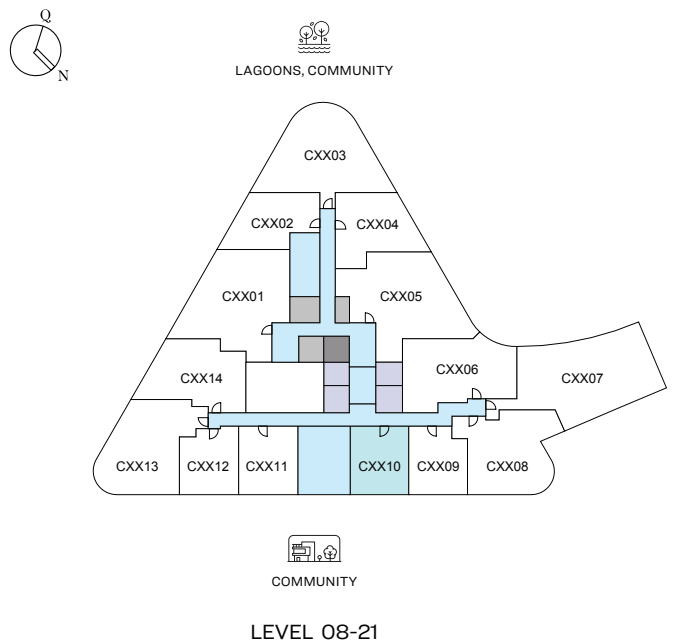 Q
N
LAGOONS, COMMUNITY
CXX03
CXX02
CXX04
CXX01
CXX05
CXX14
CXX06
CXX07
CXX13
CXX12
CXX11
CXX10
CXX09
CXX08
COMMUNITY
LEVEL 08-21